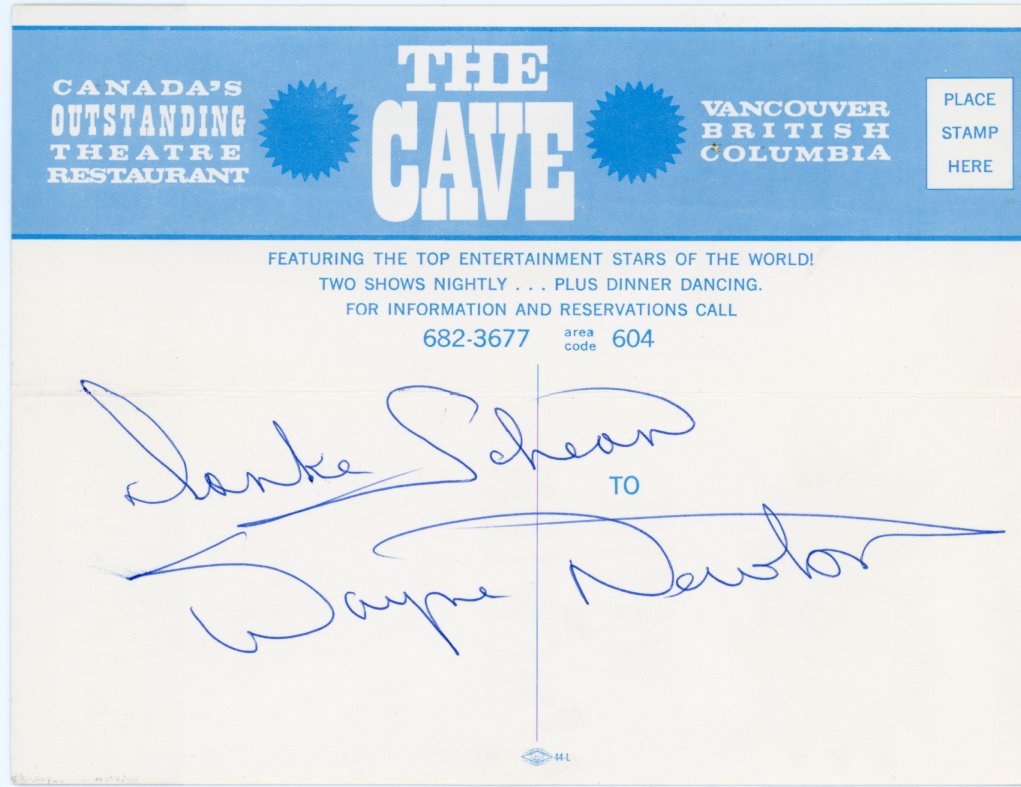 CANADA'S
OUTSTANDING
THEATRE
RESTAURANT
THE
CAVE
VANCOUVER
BRITISH
COLUMBIA
PLACE
STAMP
HERE
FEATURING THE TOP ENTERTAINMENT STARS OF THE WORLD!
TWO SHOWS NIGHTLY . . . PLUS DINNER DANCING.
FOR INFORMATION AND RESERVATIONS CALL
682-3677 area code 604
Danke Schean
TO
Wayne Newton
44-L